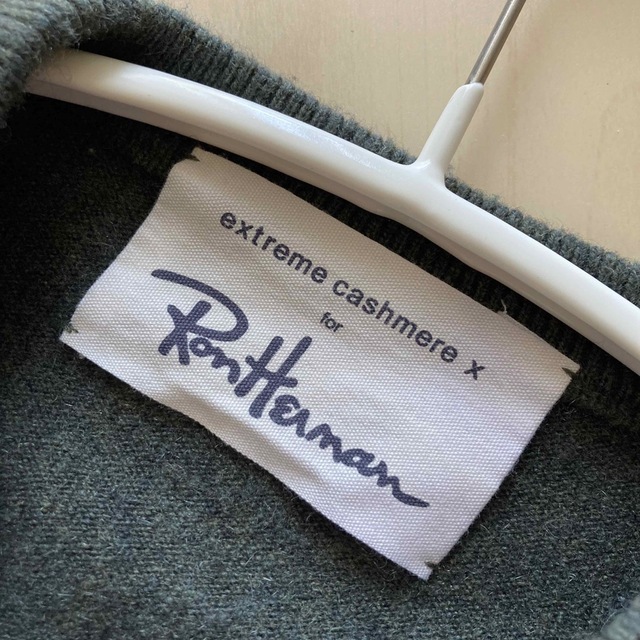 extreme cashmere x
for
Ron Herman